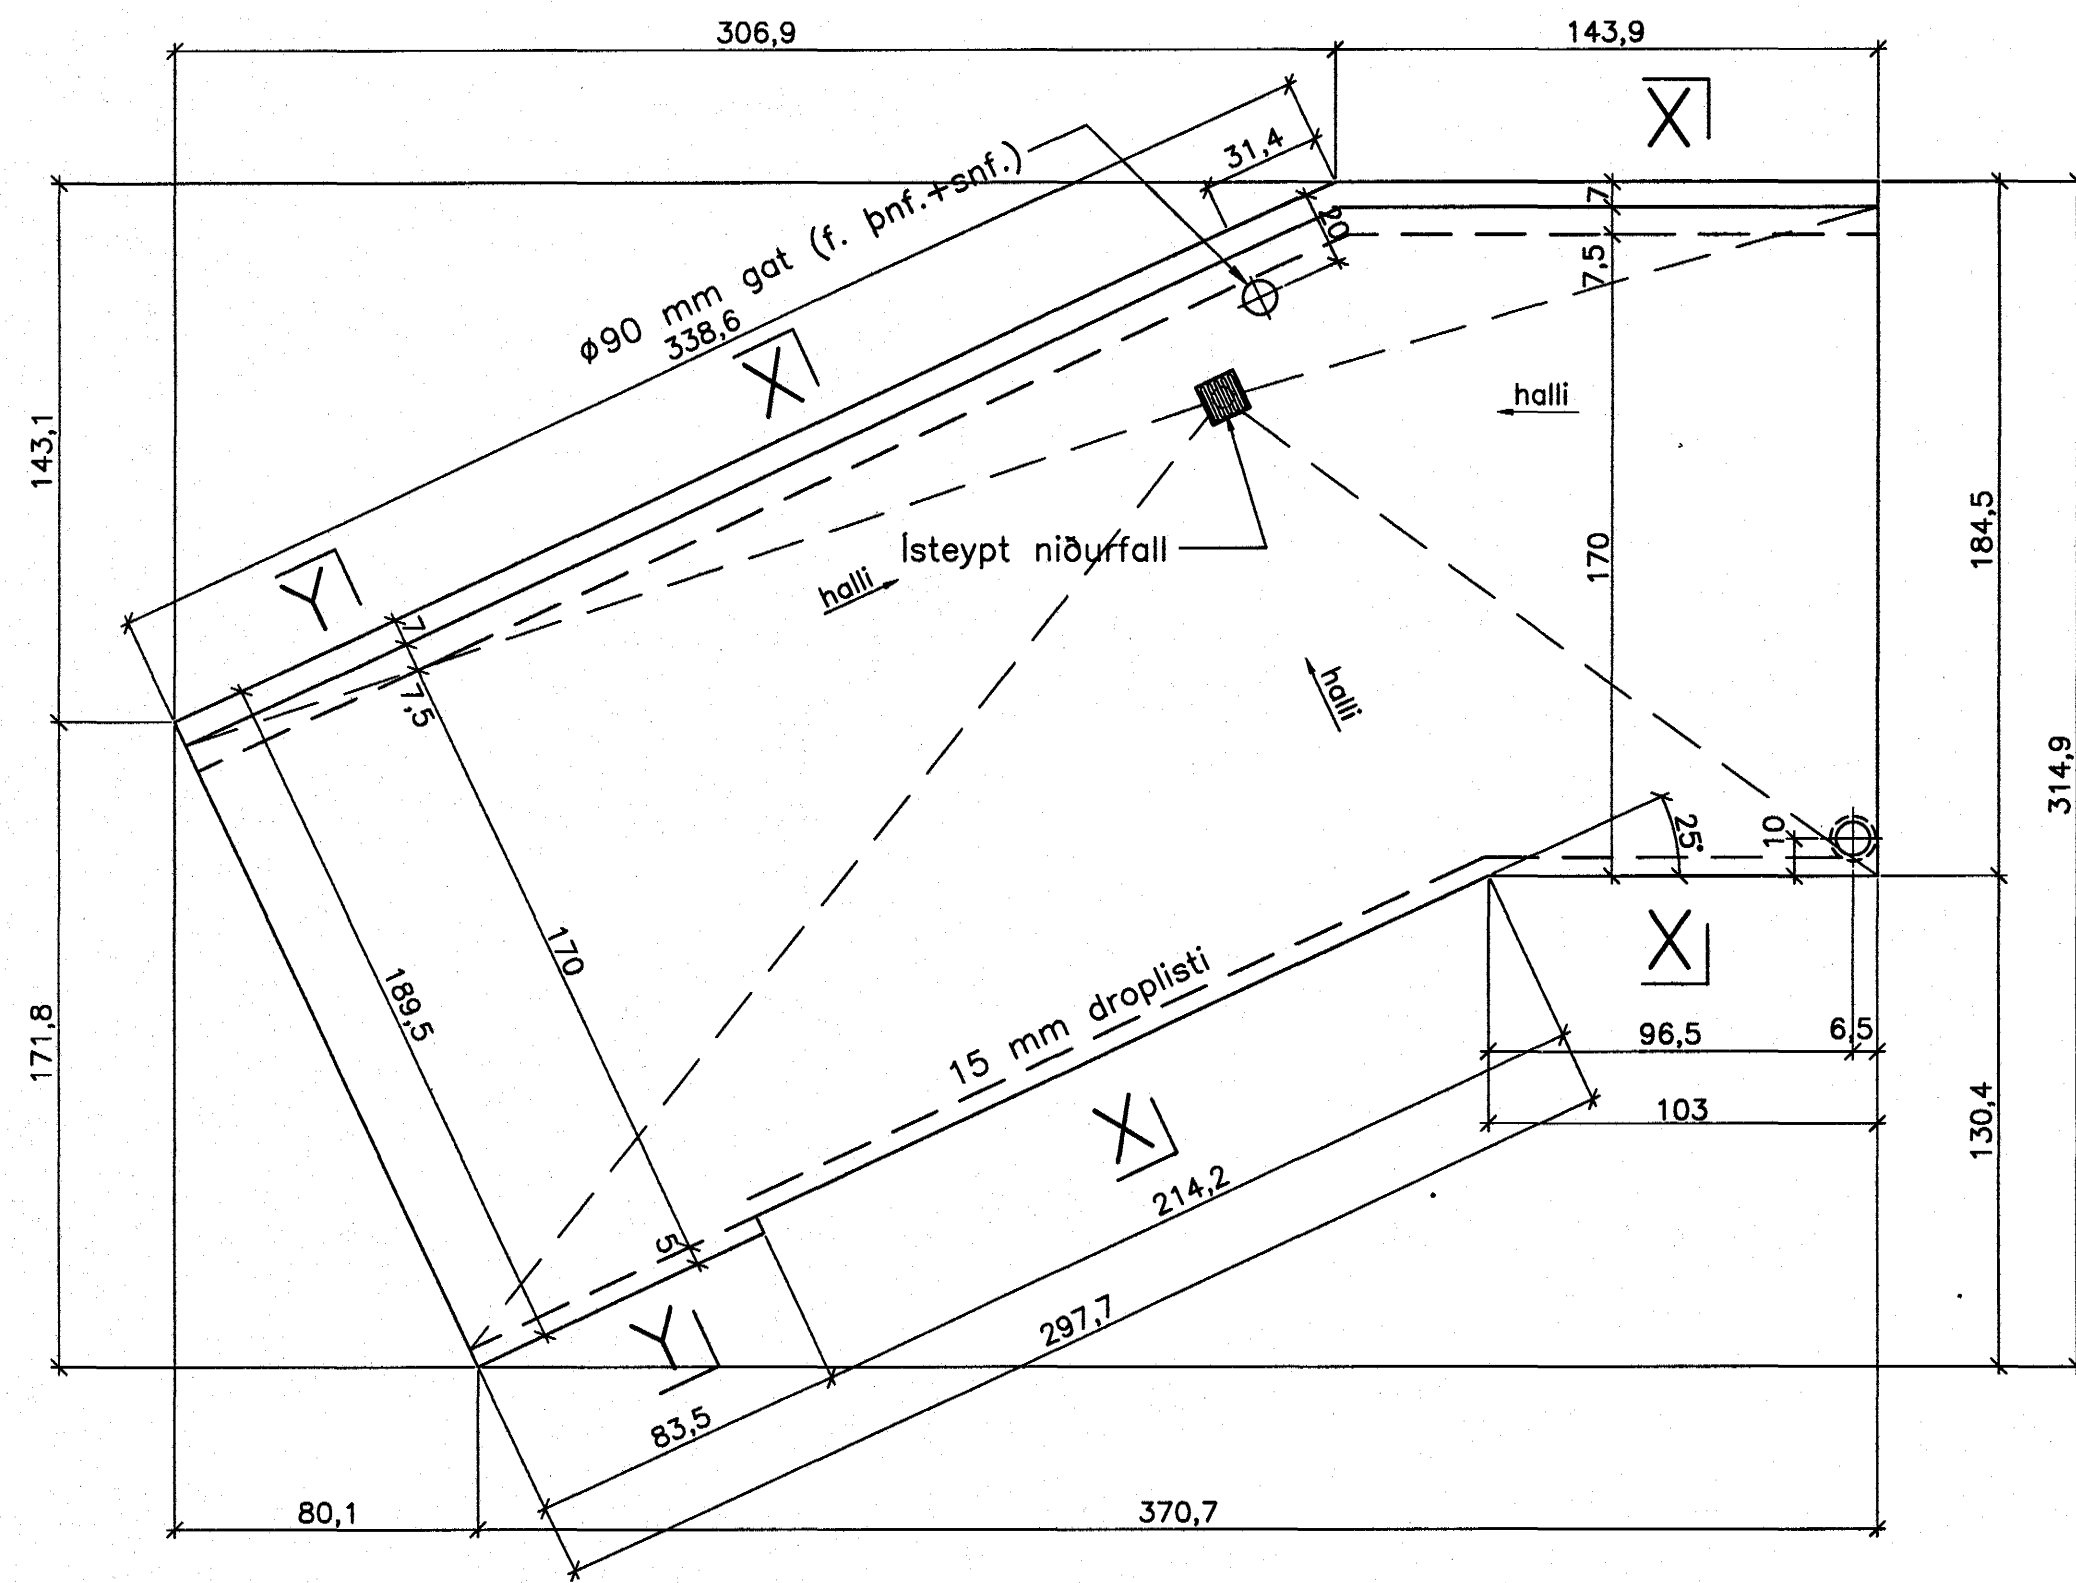 306,9
143,9
X
31,4
ø90 mm gat (f. þnf.+snf.)
338,6
20
7
7,5
X
halli
143,1
Ísteypt niðurfall
halli
Y
7
7,5
170
184,5
halli
314,9
10
25°
189,5
170
X
15 mm droplisti
96,5
6,5
171,8
103
130,4
X
214,2
5
297,7
Y
83,5
80,1
370,7